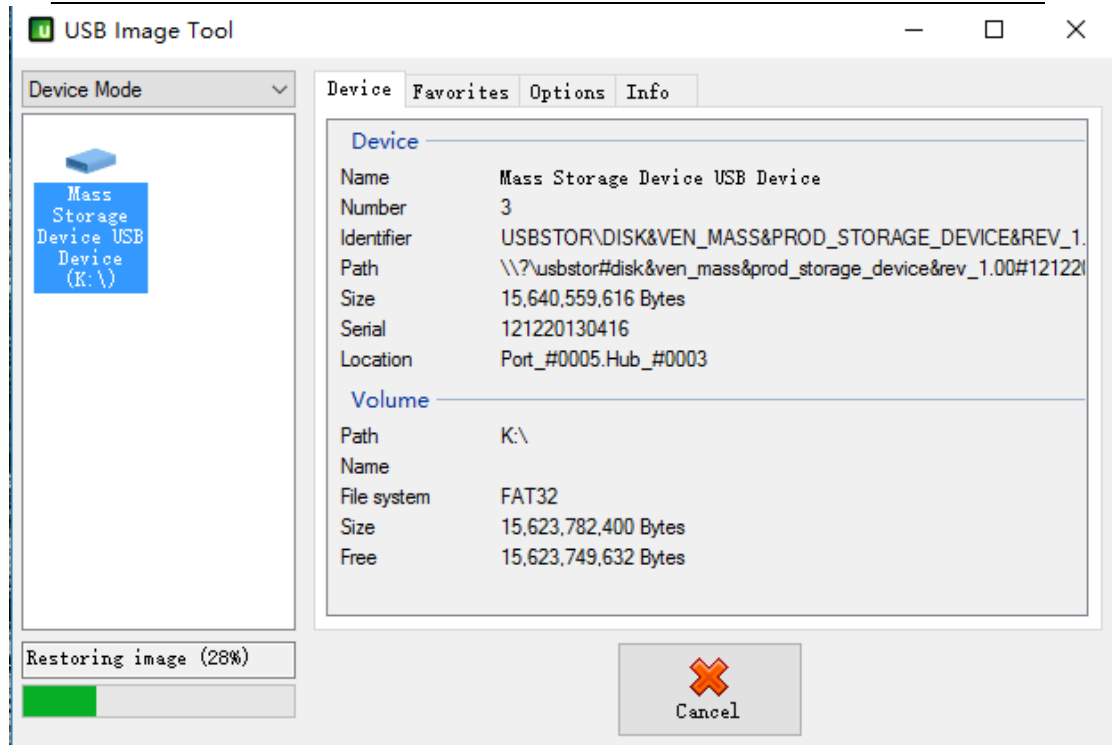 USB Image Tool
Device Mode
Mass
Storage
Device USB
Device
(K:\)
Restoring image (28%)
Device Favorites Options Info
Device
Name Mass Storage Device USB Device
Number 3
Identifier USBSTOR\DISK&VEN_MASS&PROD_STORAGE_DEVICE&REV_1.
Path \\?\usbstor#disk&ven_mass&prod_storage_device&rev_1.00#12122
Size 15,640,559,616 Bytes
Serial 121220130416
Location Port_#0005.Hub_#0003
Volume
Path K:\
Name
File system FAT32
Size 15,623,782,400 Bytes
Free 15,623,749,632 Bytes
Cancel